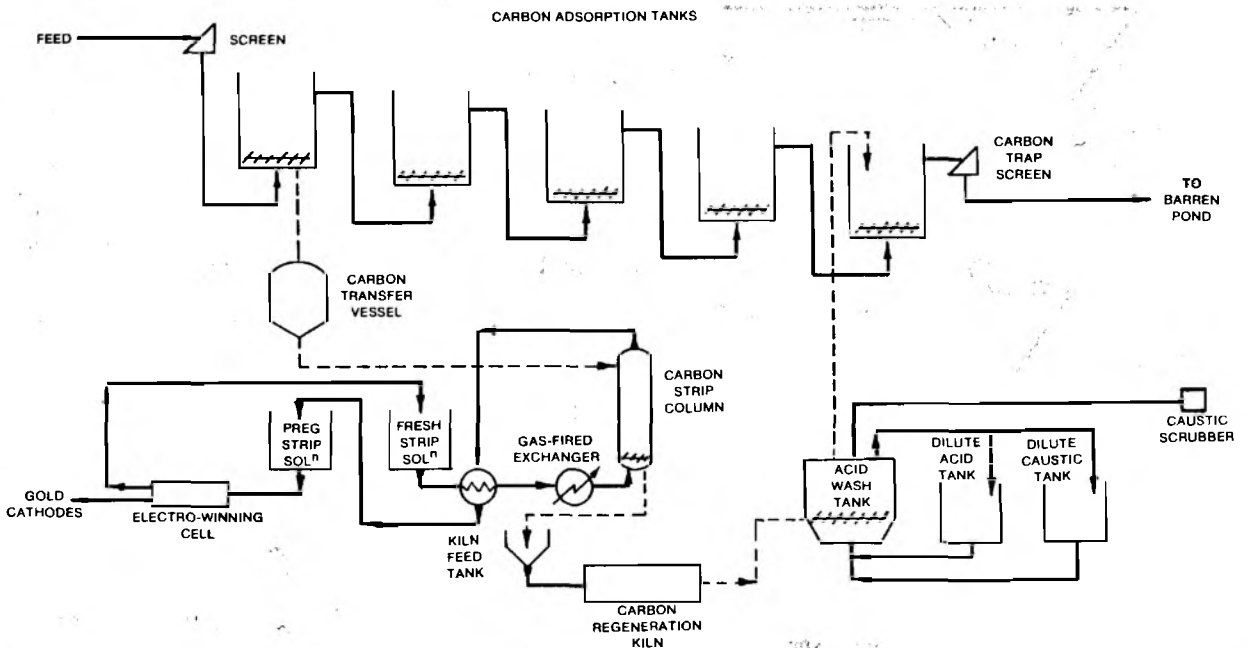 CARBON ADSORPTION TANKS
FEED
SCREEN
CARBON
TRAP
SCREEN
TO
BARREN
POND
CARBON
TRANSFER
VESSEL
CARBON
STRIP
COLUMN
PREG
STRIP
SOLⁿ
FRESH
STRIP
SOLⁿ
GAS-FIRED
EXCHANGER
CAUSTIC
SCRUBBER
ACID
WASH
TANK
DILUTE
ACID
TANK
DILUTE
CAUSTIC
TANK
GOLD
CATHODES
ELECTRO-WINNING
CELL
KILN
FEED
TANK
CARBON
REGENERATION
KILN